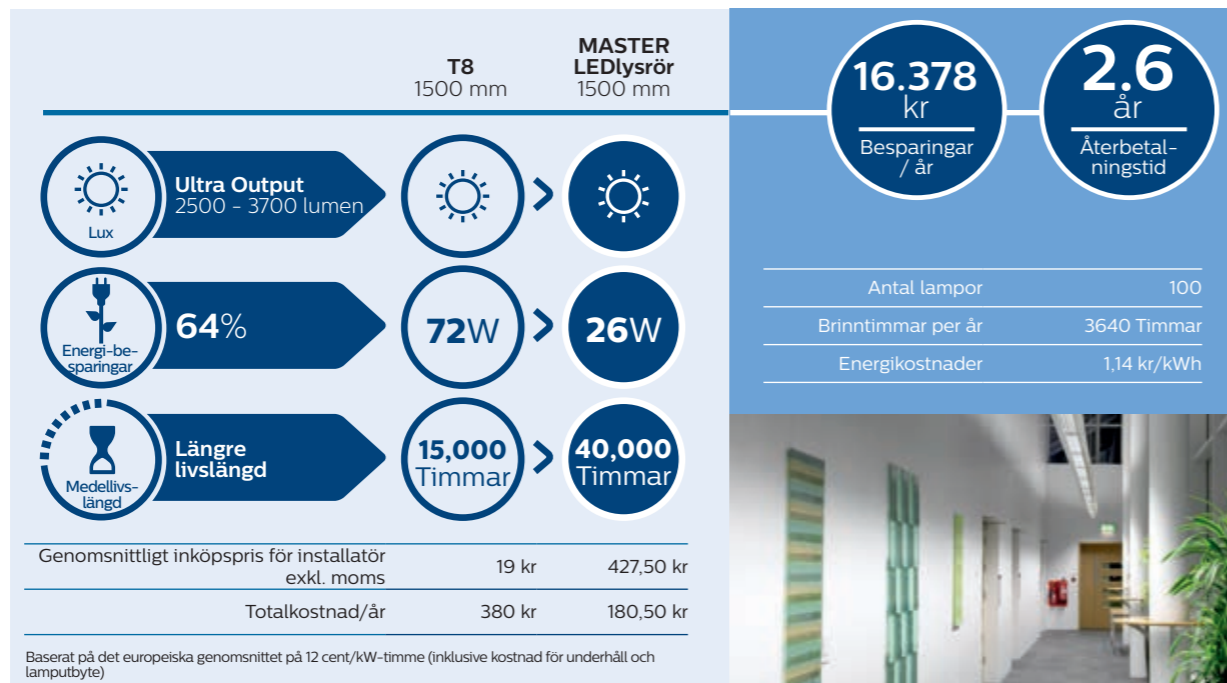 T8
1500 mm
MASTER
LEDlysrör
1500 mm
16.378
kr
Besparingar
/ år
2.6
år
Återbetal-
ningstid
Lux
Ultra Output
2500 - 3700 lumen
>
Energi-be-
sparingar
64%
72W
>
26W
Medellivs-
längd
Längre
livslängd
15,000
Timmar
>
40,000
Timmar
Antal lampor 100
Brinntimmar per år 3640 Timmar
Energikostnader 1,14 kr/kWh
Genomsnittligt inköpspris för installatör
exkl. moms 19 kr 427,50 kr
Totalkostnad/år 380 kr 180,50 kr
Baserat på det europeiska genomsnittet på 12 cent/kW-timme (inklusive kostnad för underhåll och
lamputbyte)